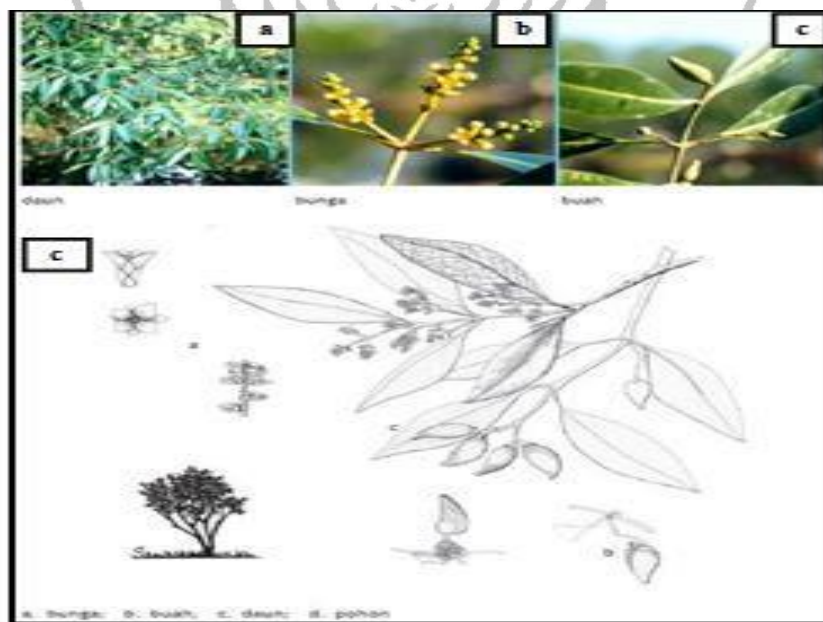 a b c
daun bunga buah
c
a
c
b
a. bunga; b. buah; c. daun; d. pohon